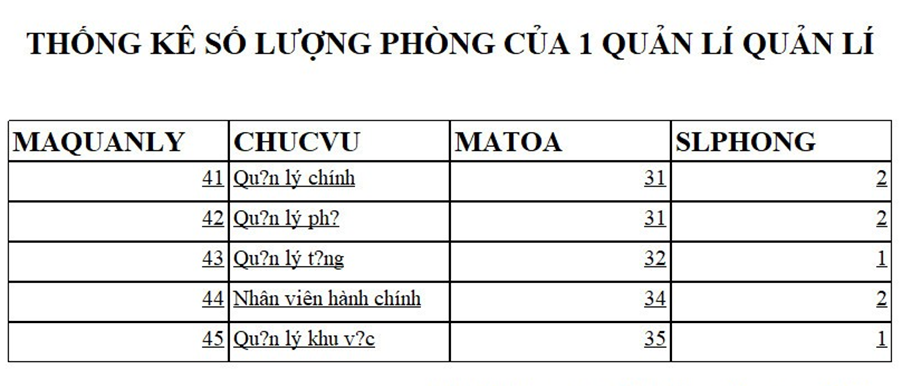 THỐNG KÊ SỐ LƯỢNG PHÒNG CỦA 1 QUẢN LÍ QUẢN LÍ
MAQUANLY CHUCVU MATOA SLPHONG
41 Qu?n lý chính 31 2
42 Qu?n lý ph? 31 2
43 Qu?n lý t?ng 32 1
44 Nhân viên hành chính 34 2
45 Qu?n lý khu v?c 35 1